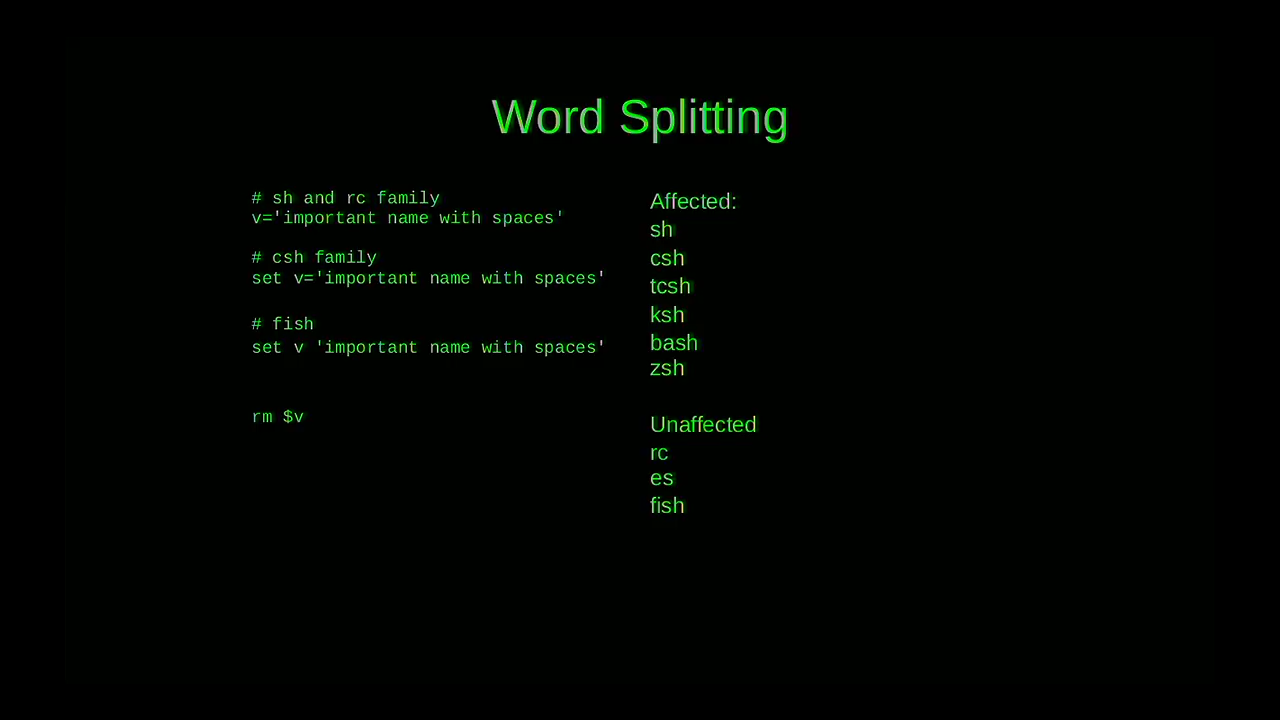 Word Splitting
# sh and rc family
v='important name with spaces'
# csh family
set v='important name with spaces'
# fish
set v 'important name with spaces'
rm $v
Affected:
sh
csh
tcsh
ksh
bash
zsh
Unaffected
rc
es
fish